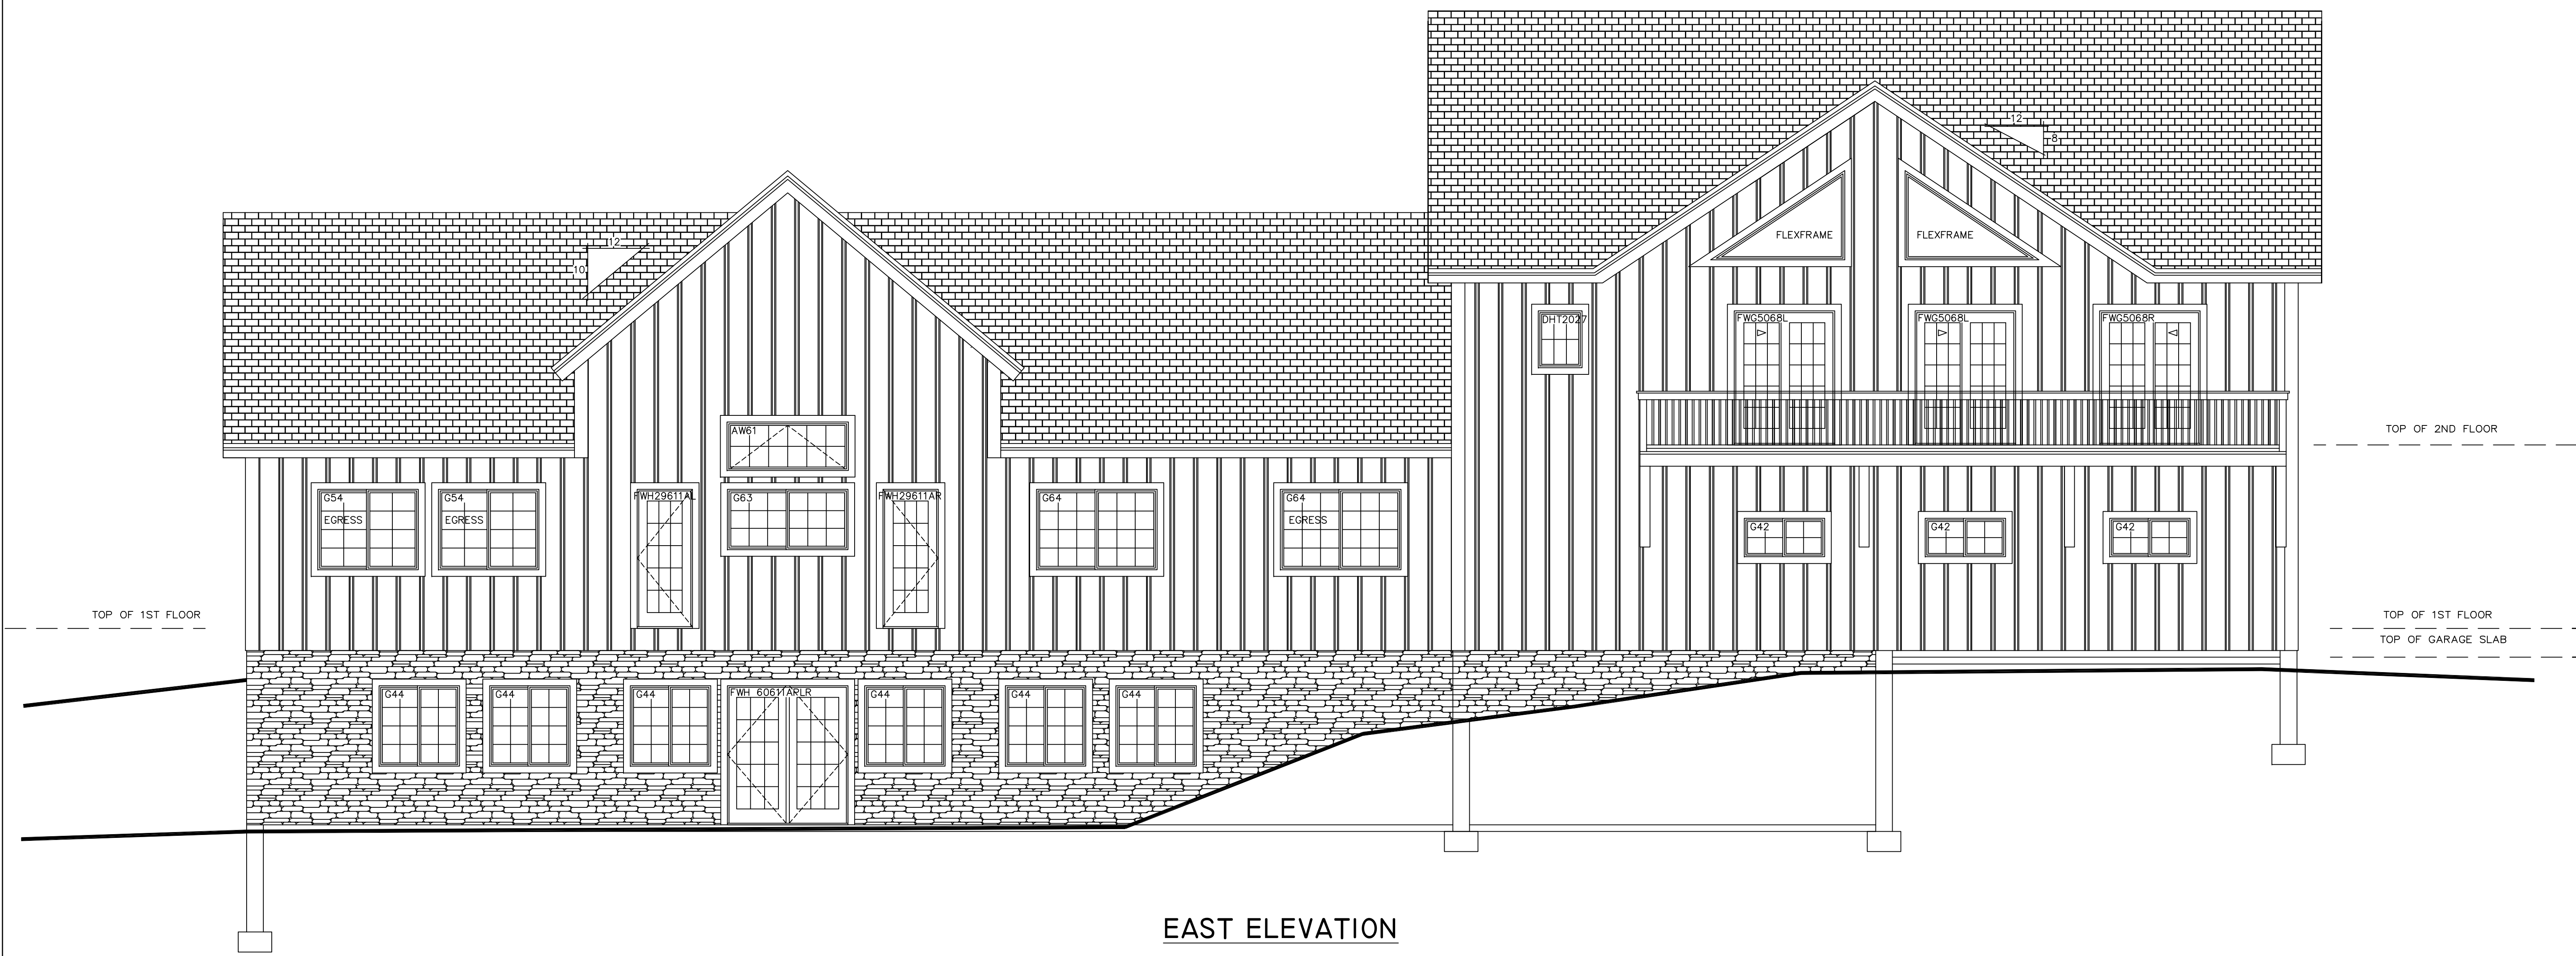 12
8
FLEXFRAME
FLEXFRAME
12
10
DHT2027
FWG5068L
FWG5068L
FWG5068R
AW61
TOP OF 2ND FLOOR
G54
EGRESS
G54
EGRESS
FWH29611AL
G63
FWH29611AR
G64
G64
EGRESS
G42
G42
G42
TOP OF 1ST FLOOR
TOP OF 1ST FLOOR
TOP OF GARAGE SLAB
G44
G44
G44
FWH 60611APLR
G44
G44
G44
EAST ELEVATION